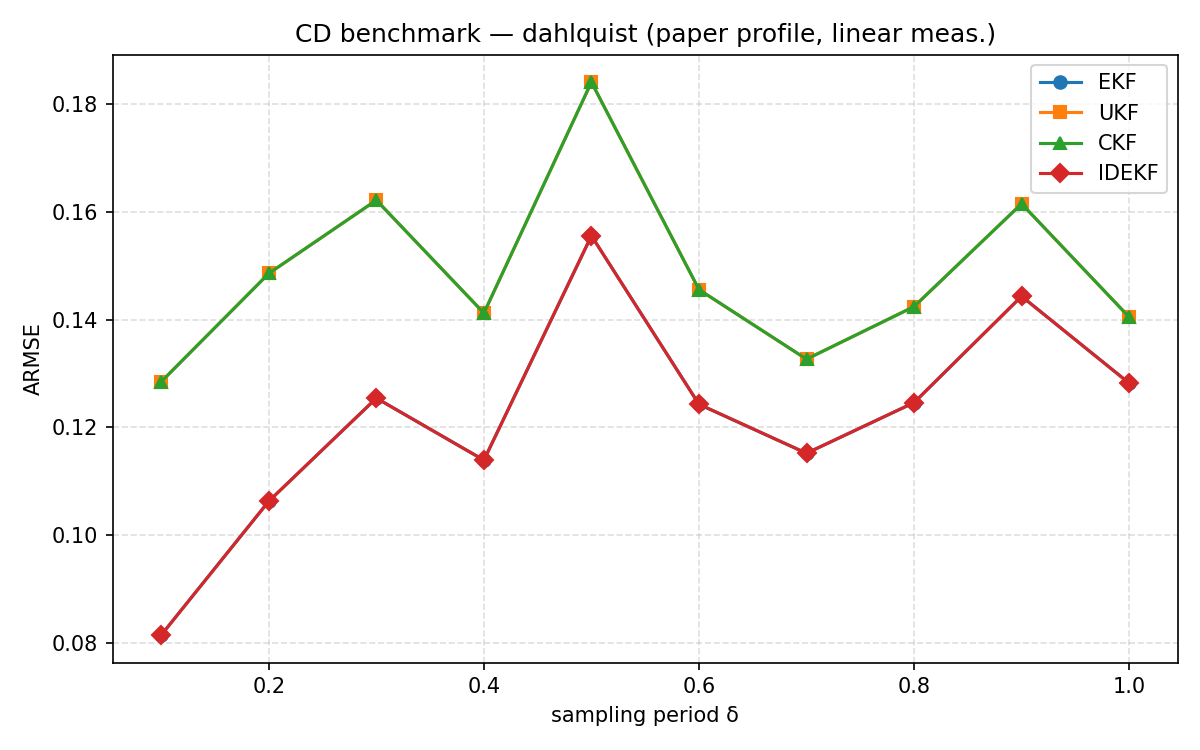 CD benchmark — dahlquist (paper profile, linear meas.)
EKF
UKF
CKF
IDEKF
ARMSE
0.18
0.16
0.14
0.12
0.10
0.08
0.2 0.4 0.6 0.8 1.0
sampling period δ